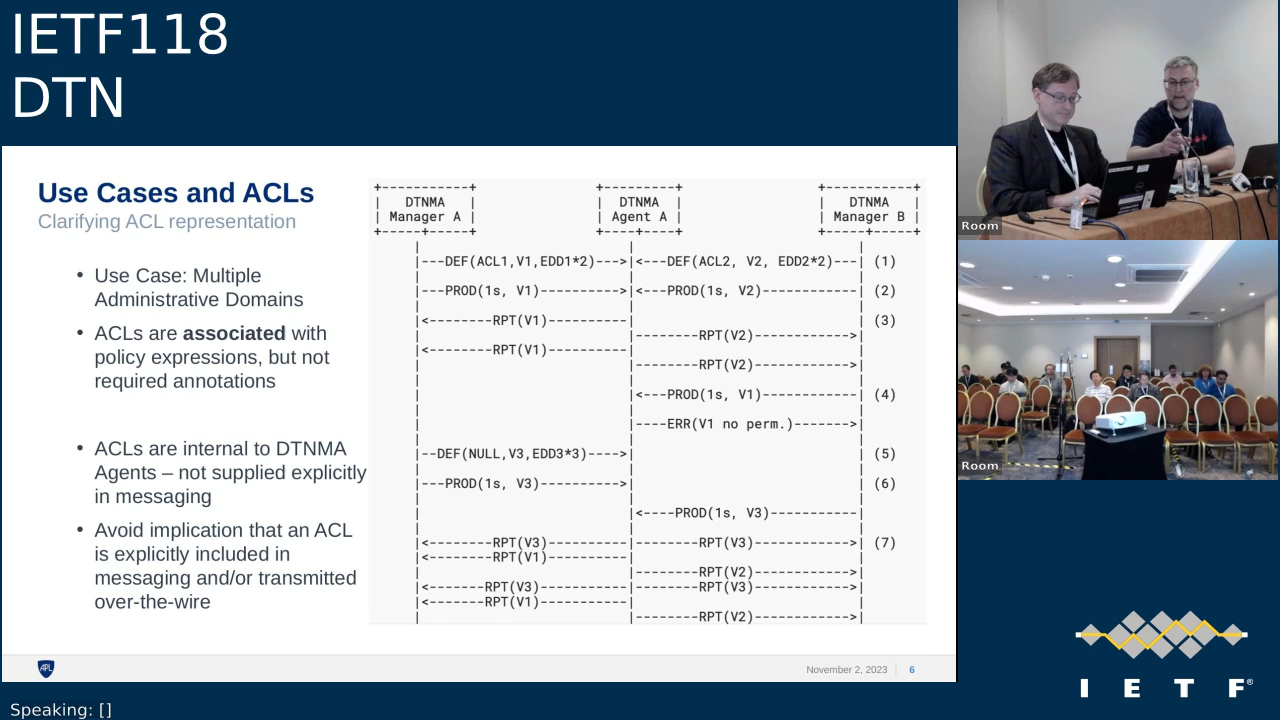 IETF118
DTN
Use Cases and ACLs
Clarifying ACL representation
• Use Case: Multiple
Administrative Domains
• ACLs are associated with
policy expressions, but not
required annotations
• ACLs are internal to DTNMA
Agents – not supplied explicitly
in messaging
• Avoid implication that an ACL
is explicitly included in
messaging and/or transmitted
over-the-wire
+-----------+ +---------+ +-----------+
| DTNMA | | DTNMA | | DTNMA |
| Manager A | | Agent A | | Manager B |
+-----+-----+ +----+----+ +-----+-----+
| | |
|---DEF(ACL1,V1,EDD1*2)--->|<---DEF(ACL2, V2, EDD2*2)---| (1)
| | |
|---PROD(1s, V1)---------->|<---PROD(1s, V2)------------| (2)
| | |
|<--------RPT(V1)----------| | (3)
| |--------RPT(V2)------------>|
|<--------RPT(V1)----------| |
| |--------RPT(V2)------------>|
| | |
| |<---PROD(1s, V1)------------| (4)
| | |
| |----ERR(V1 no perm.)------->|
| | |
|--DEF(NULL,V3,EDD3*3)---->| | (5)
| | |
|---PROD(1s, V3)---------->| | (6)
| | |
| |<----PROD(1s, V3)-----------|
| | |
|<--------RPT(V3)----------|--------RPT(V3)------------>| (7)
|<--------RPT(V1)----------| |
| |--------RPT(V2)------------>|
|<-------RPT(V3)-----------|--------RPT(V3)------------>|
|<-------RPT(V1)-----------| |
| |--------RPT(V2)------------>|
APL
November 2, 2023 | 6
Room
Room
I E T F®
Speaking: []